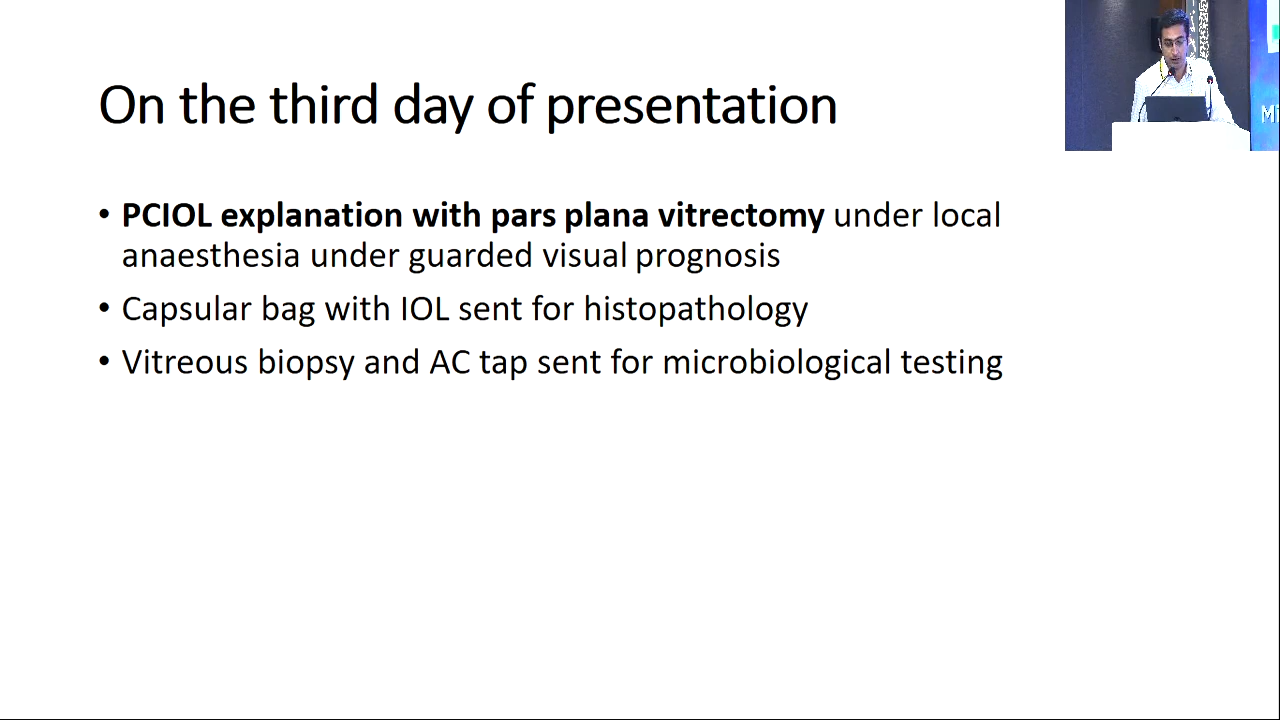 On the third day of presentation
• PCIOL explanation with pars plana vitrectomy under local
anaesthesia under guarded visual prognosis
• Capsular bag with IOL sent for histopathology
• Vitreous biopsy and AC tap sent for microbiological testing